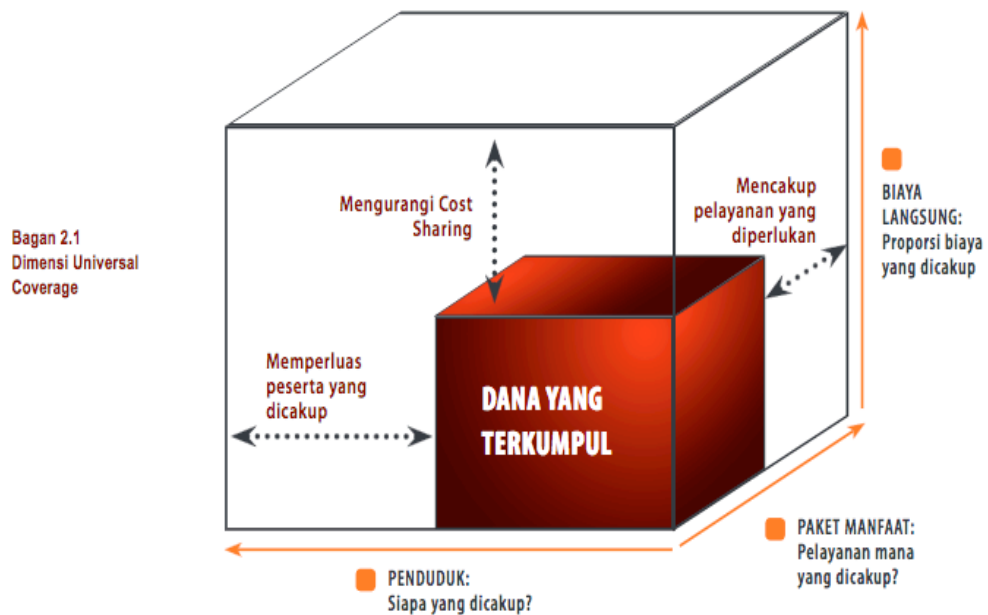 Bagan 2.1
Dimensi Universal
Coverage
Mengurangi Cost
Sharing
Mencakup
pelayanan yang
diperlukan
BIAYA
LANGSUNG:
Proporsi biaya
yang dicakup
Memperluas
peserta yang
dicakup
DANA YANG
TERKUMPUL
PAKET MANFAAT:
Pelayanan mana
yang dicakup?
PENDUDUK:
Siapa yang dicakup?